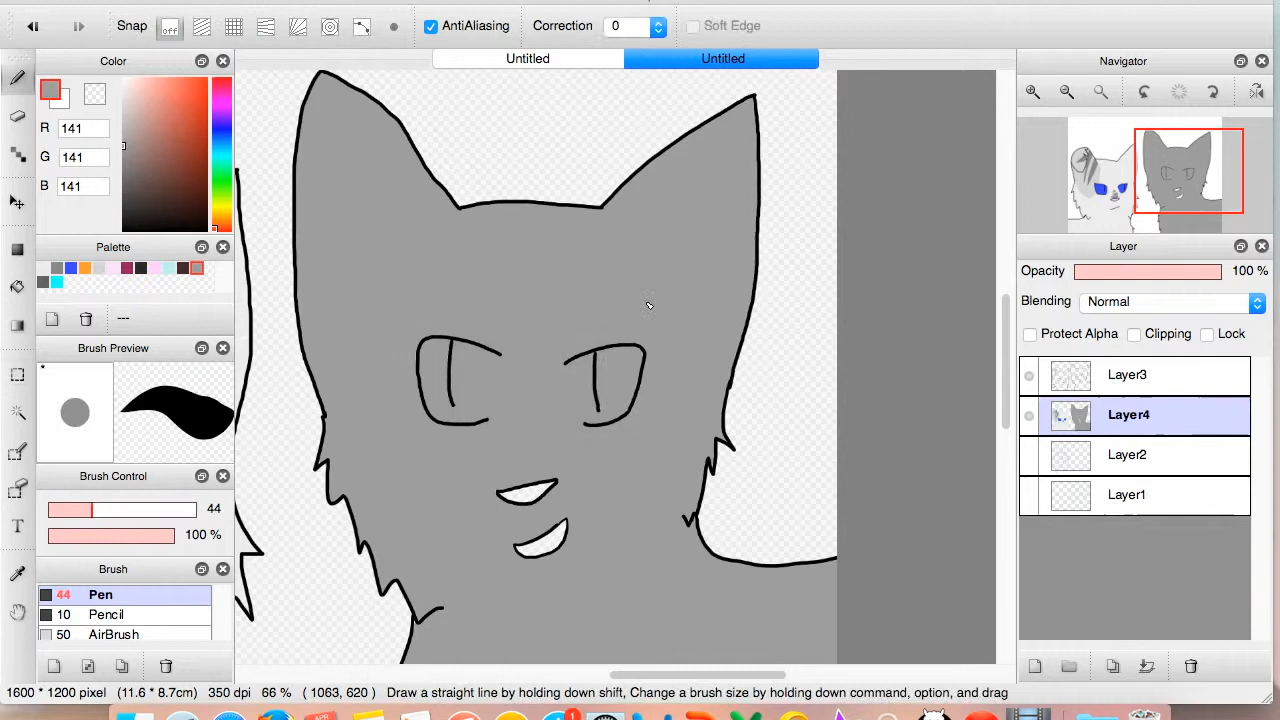 Snap off AntiAliasing Correction 0 Soft Edge
Color
Untitled
Untitled
Navigator
R 141
G 141
B 141
Palette
Layer
Opacity 100 %
Blending Normal
Protect Alpha Clipping Lock
---
Brush Preview
*
Layer3
Layer4
Layer2
Layer1
Brush Control
44
100 %
Brush
44 Pen
10 Pencil
50 AirBrush
T
1600 * 1200 pixel (11.6 * 8.7cm) 350 dpi 66 % ( 1063, 620 ) Draw a straight line by holding down shift, Change a brush size by holding down command, option, and drag
APR
1